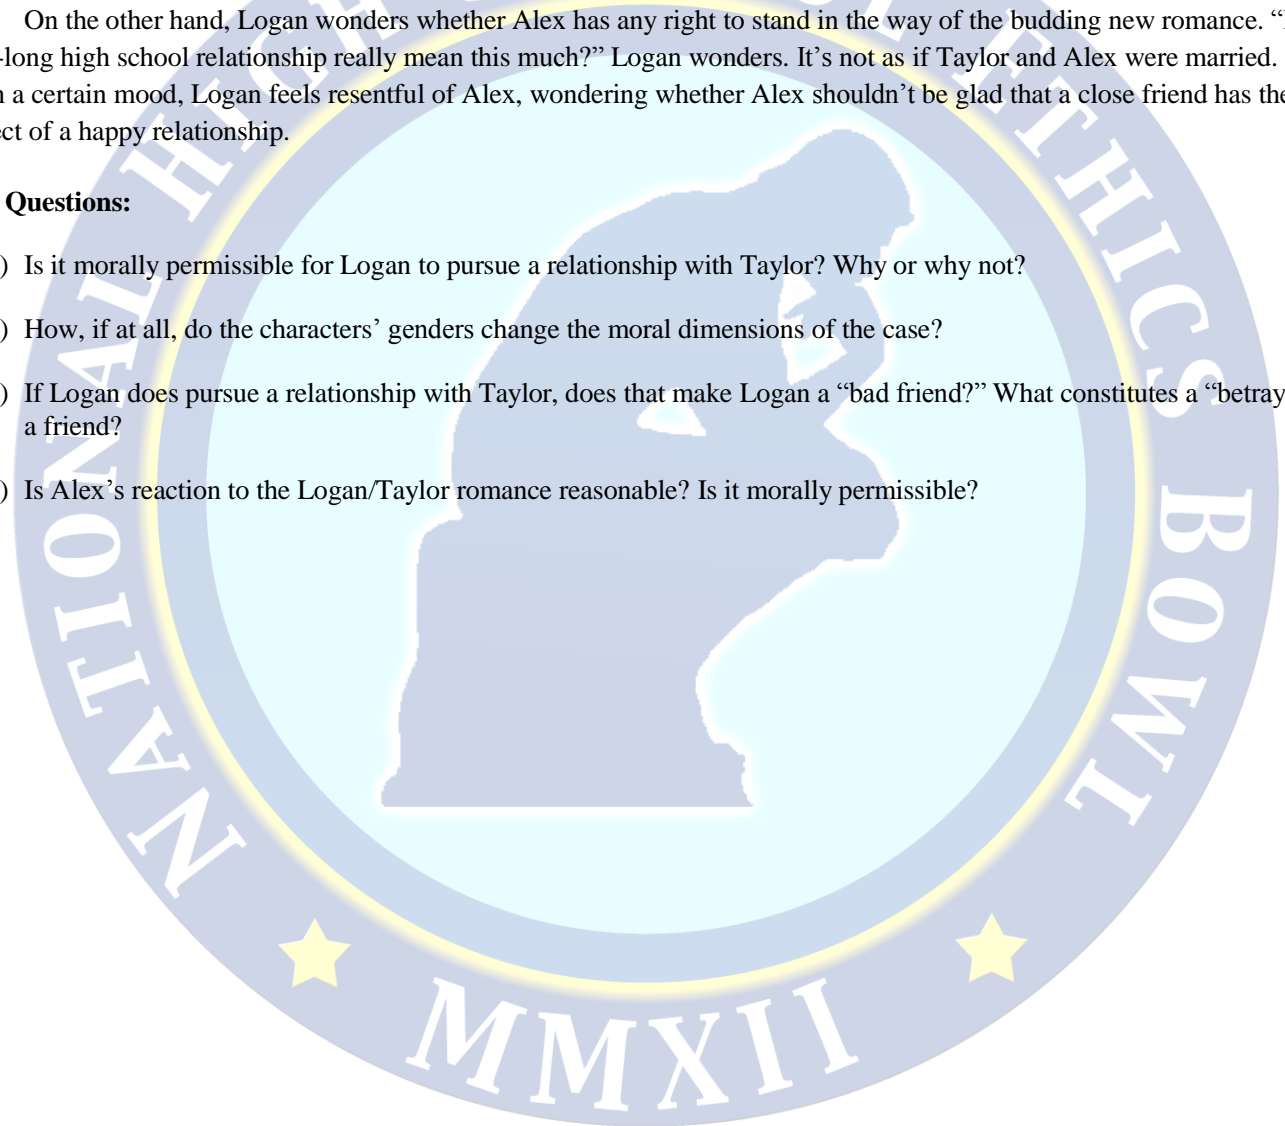 On the other hand, Logan wonders whether Alex has any right to stand in the way of the budding new romance. “
-long high school relationship really mean this much?” Logan wonders. It’s not as if Taylor and Alex were married.
a certain mood, Logan feels resentful of Alex, wondering whether Alex shouldn’t be glad that a close friend has the
ect of a happy relationship.
Questions:
) Is it morally permissible for Logan to pursue a relationship with Taylor? Why or why not?
) How, if at all, do the characters’ genders change the moral dimensions of the case?
) If Logan does pursue a relationship with Taylor, does that make Logan a “bad friend?” What constitutes a “betray
a friend?
) Is Alex’s reaction to the Logan/Taylor romance reasonable? Is it morally permissible?
NATIONAL HIGH ETHICS BOWL
MMXII